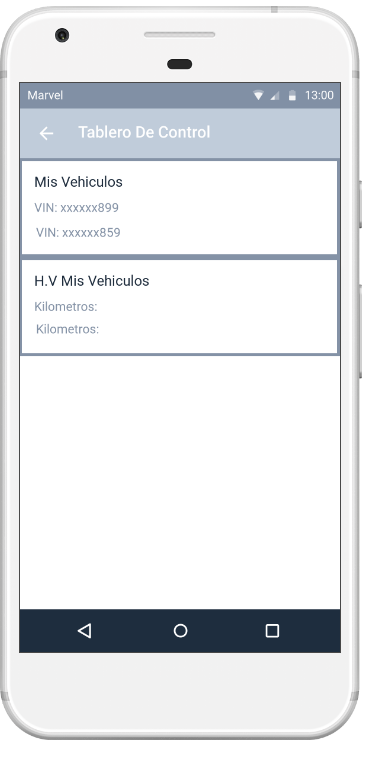 Marvel 13:00
Tablero De Control
Mis Vehiculos
VIN: xxxxxx899
VIN: xxxxxx859
H.V Mis Vehiculos
Kilometros:
Kilometros: